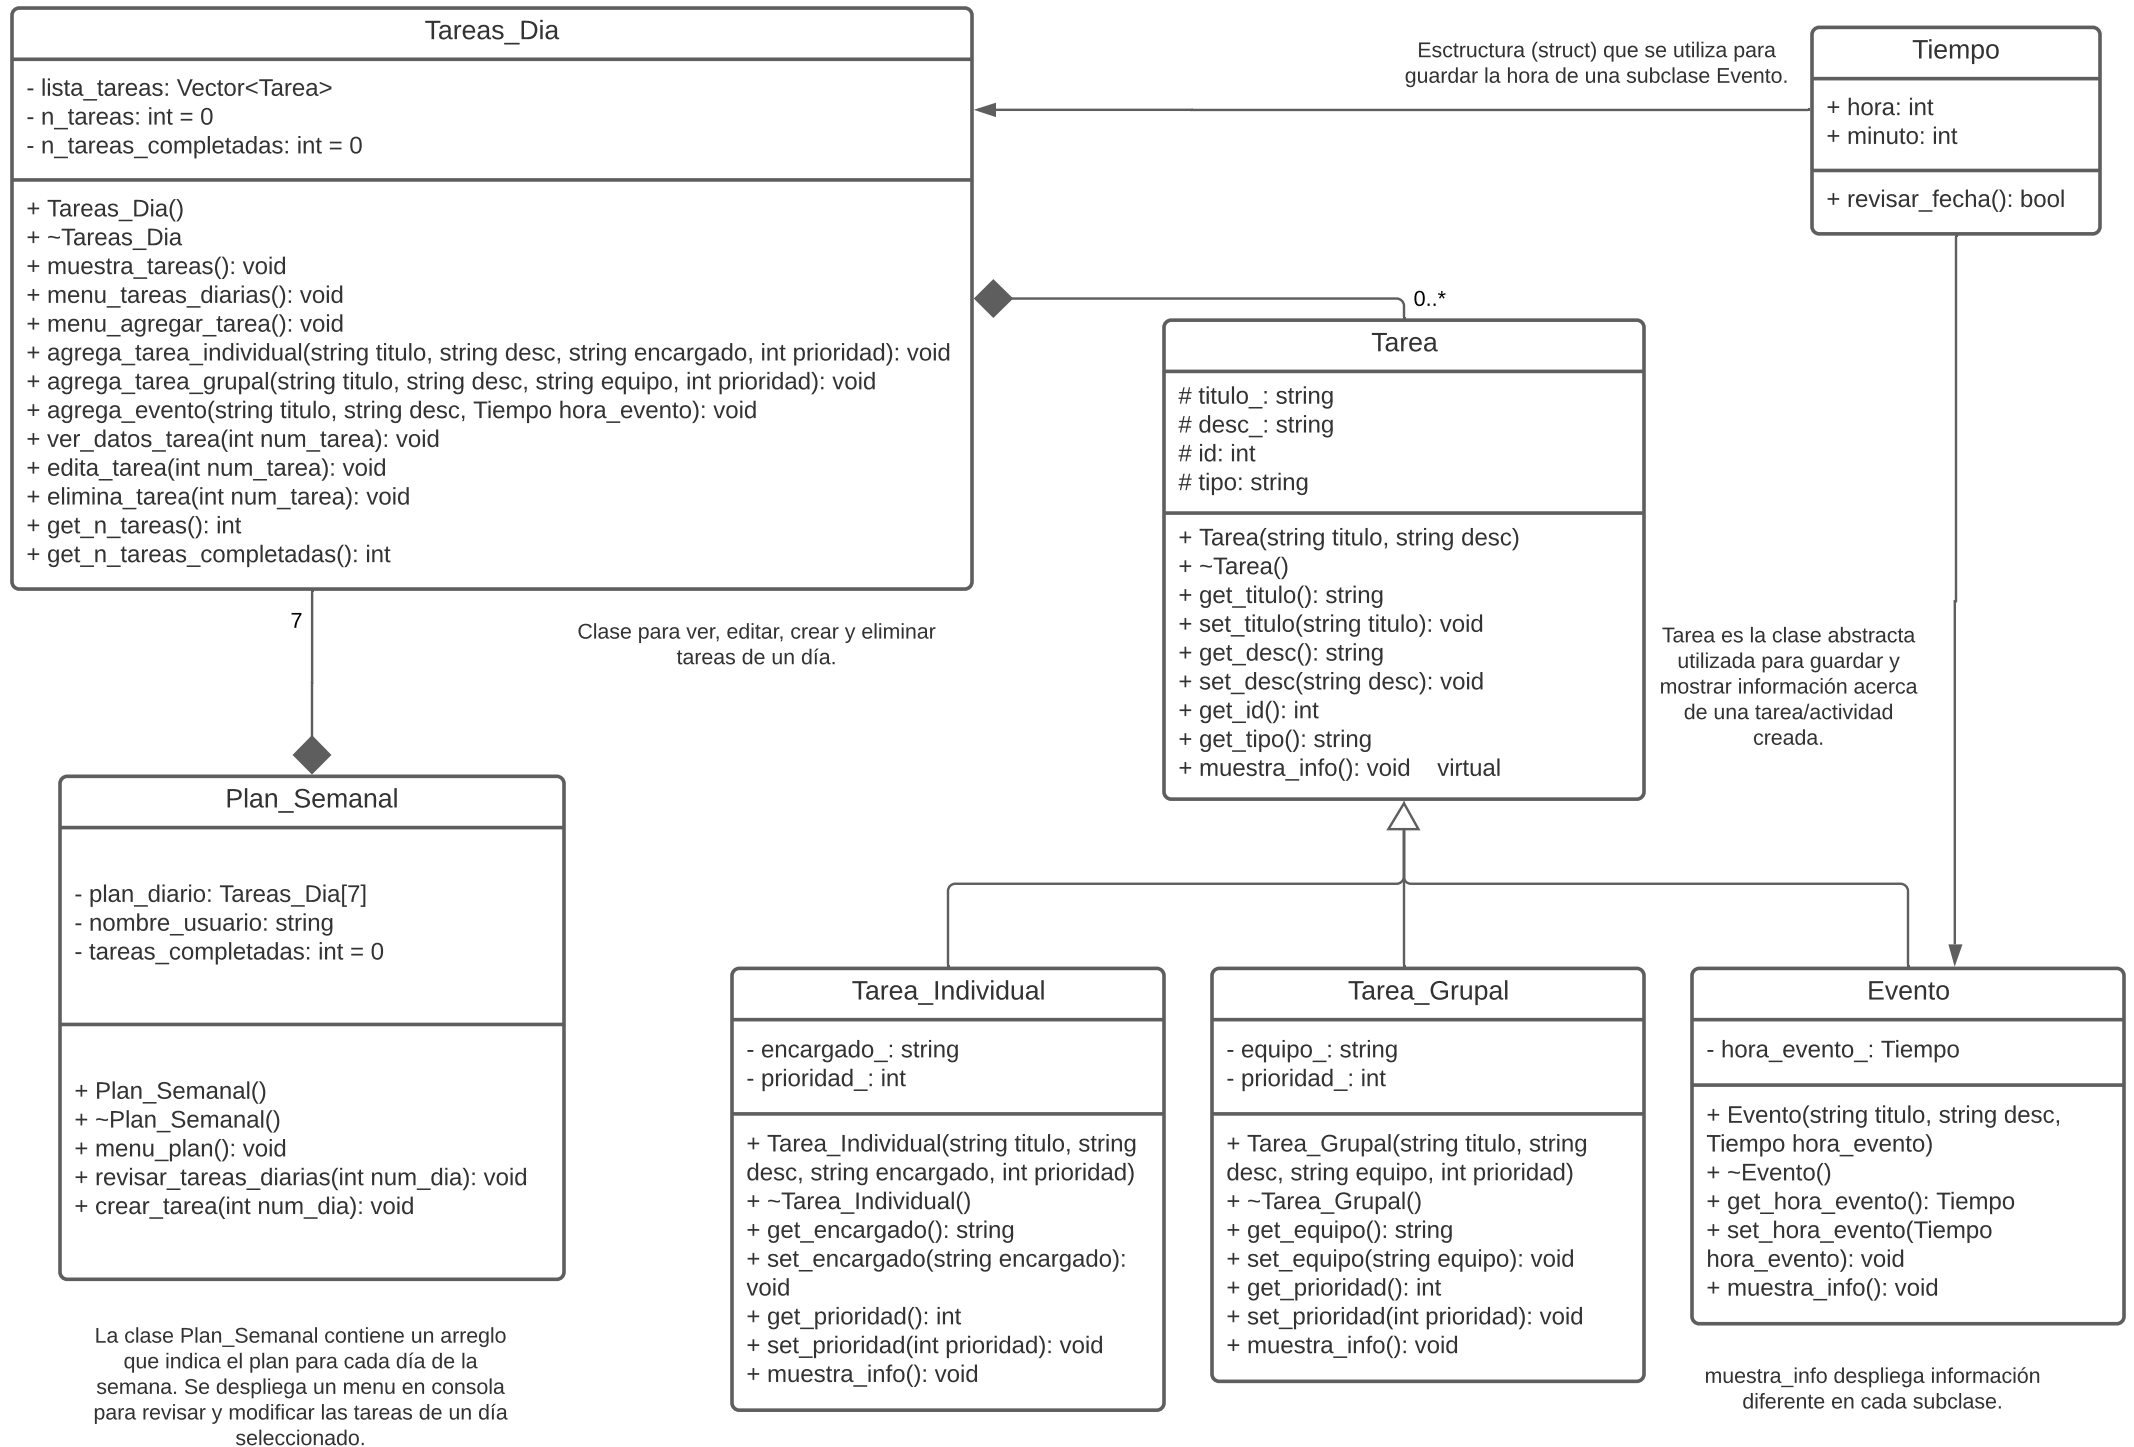 Tareas_Dia
- lista_tareas: Vector<Tarea>
- n_tareas: int = 0
- n_tareas_completadas: int = 0
+ Tareas_Dia()
+ ~Tareas_Dia
+ muestra_tareas(): void
+ menu_tareas_diarias(): void
+ menu_agregar_tarea(): void
+ agrega_tarea_individual(string titulo, string desc, string encargado, int prioridad): void
+ agrega_tarea_grupal(string titulo, string desc, string equipo, int prioridad): void
+ agrega_evento(string titulo, string desc, Tiempo hora_evento): void
+ ver_datos_tarea(int num_tarea): void
+ edita_tarea(int num_tarea): void
+ elimina_tarea(int num_tarea): void
+ get_n_tareas(): int
+ get_n_tareas_completadas(): int
Esctructura (struct) que se utiliza para
guardar la hora de una subclase Evento.
Tiempo
+ hora: int
+ minuto: int
+ revisar_fecha(): bool
0..*
Tarea
# titulo_: string
# desc_: string
# id: int
# tipo: string
+ Tarea(string titulo, string desc)
+ ~Tarea()
+ get_titulo(): string
+ set_titulo(string titulo): void
+ get_desc(): string
+ set_desc(string desc): void
+ get_id(): int
+ get_tipo(): string
+ muestra_info(): void    virtual
Tarea es la clase abstracta
utilizada para guardar y
mostrar información acerca
de una tarea/actividad
creada.
7
Clase para ver, editar, crear y eliminar
tareas de un día.
Plan_Semanal
- plan_diario: Tareas_Dia[7]
- nombre_usuario: string
- tareas_completadas: int = 0
+ Plan_Semanal()
+ ~Plan_Semanal()
+ menu_plan(): void
+ revisar_tareas_diarias(int num_dia): void
+ crear_tarea(int num_dia): void
La clase Plan_Semanal contiene un arreglo
que indica el plan para cada día de la
semana. Se despliega un menu en consola
para revisar y modificar las tareas de un día
seleccionado.
Tarea_Individual
- encargado_: string
- prioridad_: int
+ Tarea_Individual(string titulo, string
desc, string encargado, int prioridad)
+ ~Tarea_Individual()
+ get_encargado(): string
+ set_encargado(string encargado):
void
+ get_prioridad(): int
+ set_prioridad(int prioridad): void
+ muestra_info(): void
Tarea_Grupal
- equipo_: string
- prioridad_: int
+ Tarea_Grupal(string titulo, string
desc, string equipo, int prioridad)
+ ~Tarea_Grupal()
+ get_equipo(): string
+ set_equipo(string equipo): void
+ get_prioridad(): int
+ set_prioridad(int prioridad): void
+ muestra_info(): void
Evento
- hora_evento_: Tiempo
+ Evento(string titulo, string desc,
Tiempo hora_evento)
+ ~Evento()
+ get_hora_evento(): Tiempo
+ set_hora_evento(Tiempo
hora_evento): void
+ muestra_info(): void
muestra_info despliega información
diferente en cada subclase.